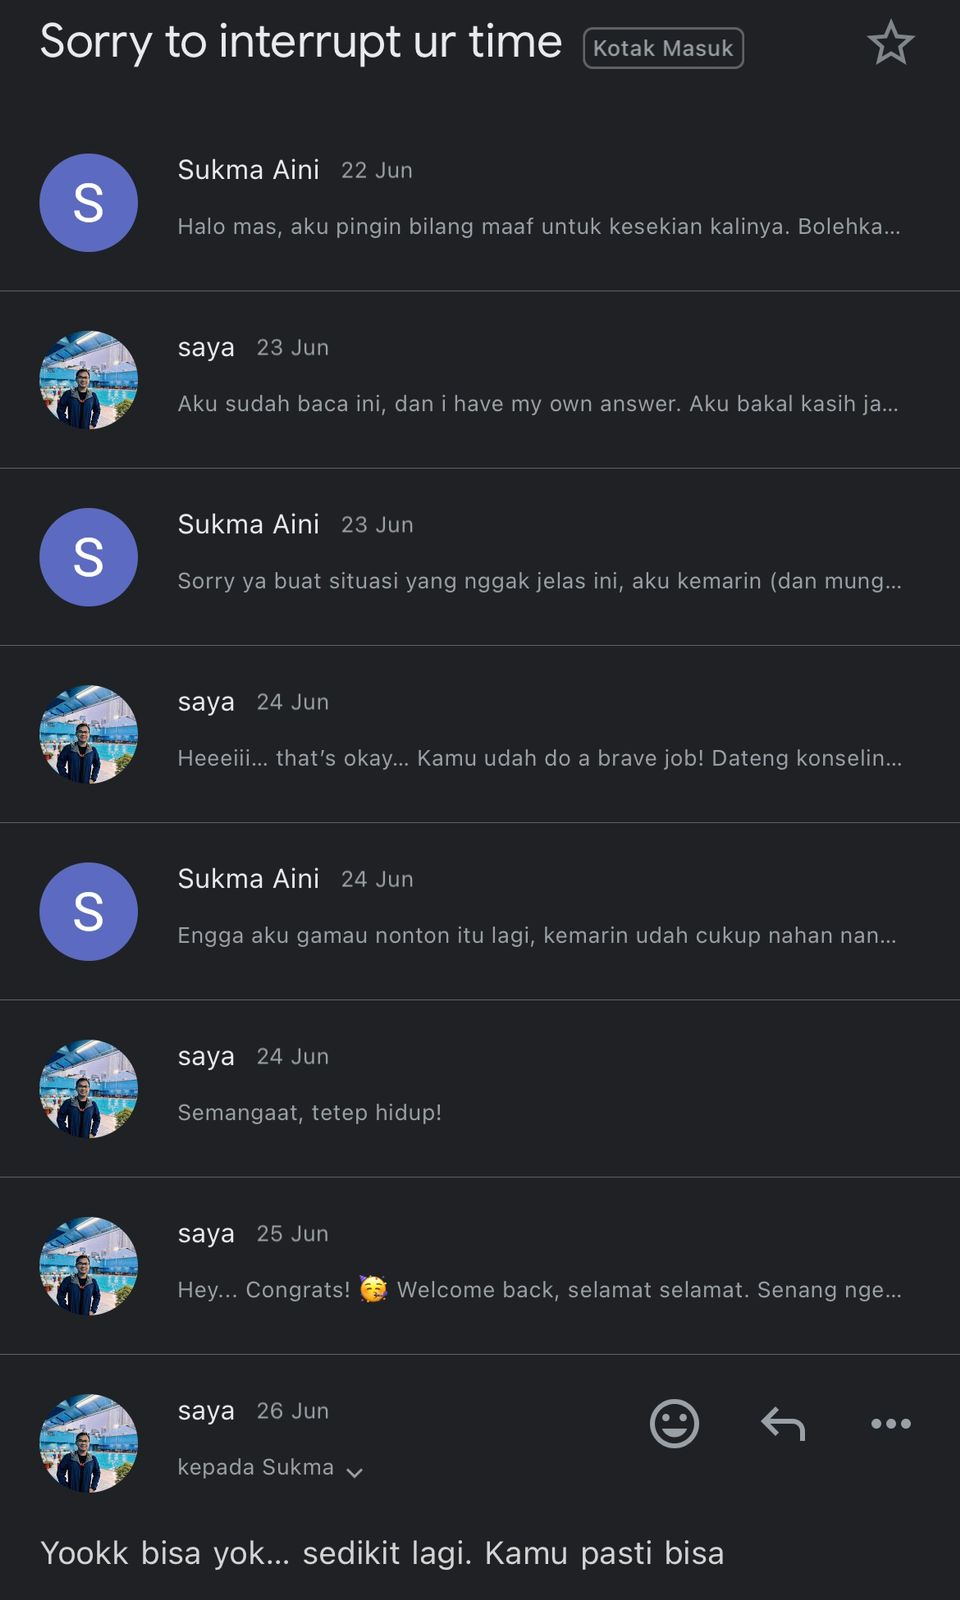 Sorry to interrupt ur time Kotak Masuk
S
Sukma Aini 22 Jun
Halo mas, aku pingin bilang maaf untuk kesekian kalinya. Bolehka...
saya 23 Jun
Aku sudah baca ini, dan i have my own answer. Aku bakal kasih ja...
S
Sukma Aini 23 Jun
Sorry ya buat situasi yang nggak jelas ini, aku kemarin (dan mung...
saya 24 Jun
Heeeiii... that’s okay... Kamu udah do a brave job! Dateng konselin...
S
Sukma Aini 24 Jun
Engga aku gamau nonton itu lagi, kemarin udah cukup nahan nan...
saya 24 Jun
Semangaat, tetep hidup!
saya 25 Jun
Hey... Congrats! 🥳 Welcome back, selamat selamat. Senang nge...
saya 26 Jun
kepada Sukma
Yookk bisa yok... sedikit lagi. Kamu pasti bisa